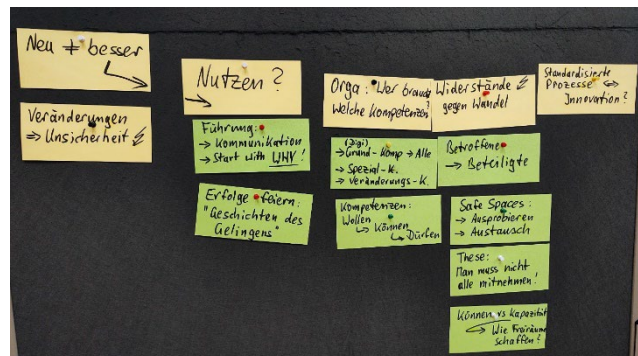 Neu ≠ besser
Veränderungen
⇒ Unsicherheit
Nutzen?
Führung:
→ Kommunikation
→ Start with WHY!
Erfolge feiern:
"Geschichten des
Gelingens"
Orga: Wer brauch
Welche Kompetenzen?
(Digi)
→ Grund-Komp → Alle
→ Spezial-K.
→ Veränderungs-K.
Kompetenzen:
Wollen
↳ Können
↳ Dürfen
Widerstände
gegen Wandel
Betroffene
→ Beteiligte
Safe Spaces:
→ Ausprobieren
→ Austausch
These:
Man muss nicht
alle mitnehmen!
Können vs Kapazität
→ Wie Freiräume
schaffen?
Standardisierte
Prozesse ⇔
Innovation?